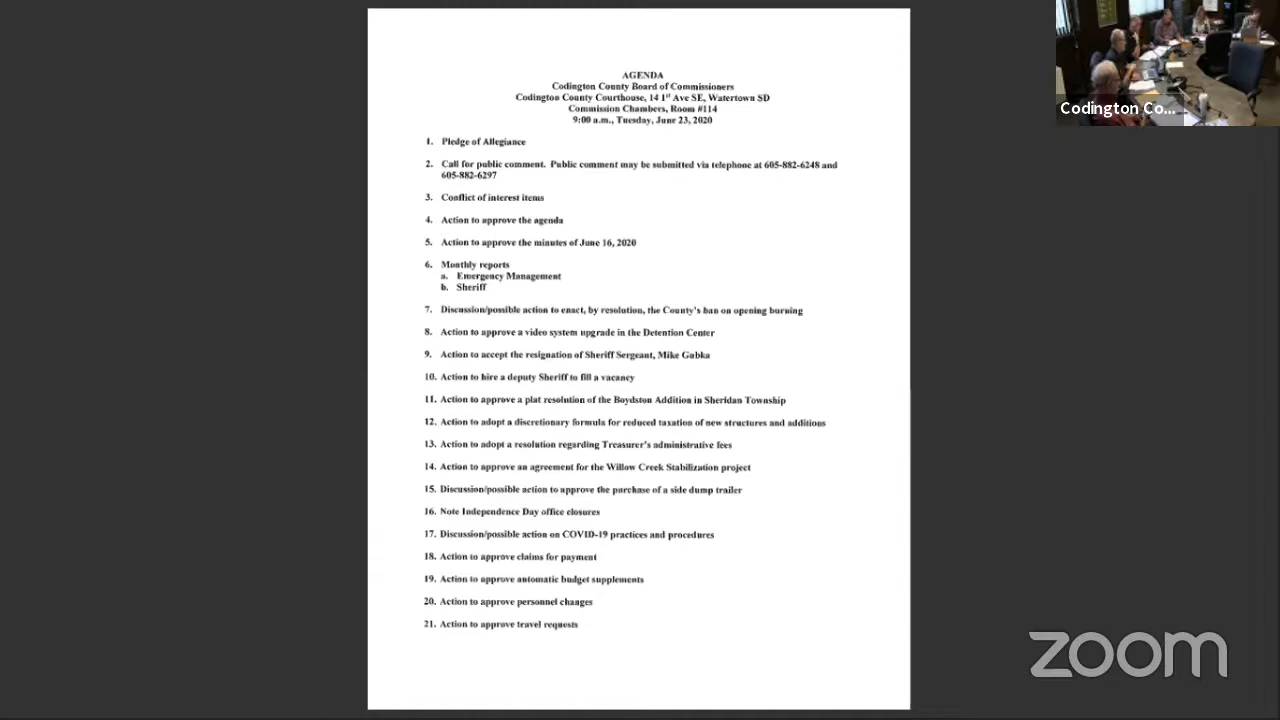 AGENDA
Codington County Board of Commissioners
Codington County Courthouse, 14 1st Ave SE, Watertown SD
Commission Chambers, Room #114
9:00 a.m., Tuesday, June 23, 2020
1. Pledge of Allegiance
2. Call for public comment. Public comment may be submitted via telephone at 605-882-6248 and
605-882-6297
3. Conflict of interest items
4. Action to approve the agenda
5. Action to approve the minutes of June 16, 2020
6. Monthly reports
a. Emergency Management
b. Sheriff
7. Discussion/possible action to enact, by resolution, the County's ban on opening burning
8. Action to approve a video system upgrade in the Detention Center
9. Action to accept the resignation of Sheriff Sergeant, Mike Gabka
10. Action to hire a deputy Sheriff to fill a vacancy
11. Action to approve a plat resolution of the Boydston Addition in Sheridan Township
12. Action to adopt a discretionary formula for reduced taxation of new structures and additions
13. Action to adopt a resolution regarding Treasurer's administrative fees
14. Action to approve an agreement for the Willow Creek Stabilization project
15. Discussion/possible action to approve the purchase of a side dump trailer
16. Note Independence Day office closures
17. Discussion/possible action on COVID-19 practices and procedures
18. Action to approve claims for payment
19. Action to approve automatic budget supplements
20. Action to approve personnel changes
21. Action to approve travel requests
Codington Co...
zoom